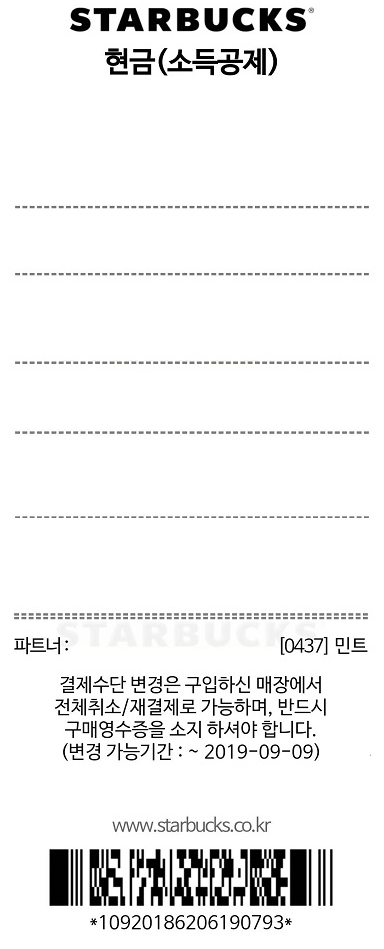 STARBUCKS®
현금(소득공제)
파트너 : [0437] 민트
STARBUCKS
결제수단 변경은 구입하신 매장에서
전체취소/재결제로 가능하며, 반드시
구매영수증을 소지 하셔야 합니다.
(변경 가능기간 : ~ 2019-09-09)
www.starbucks.co.kr
*10920186206190793*